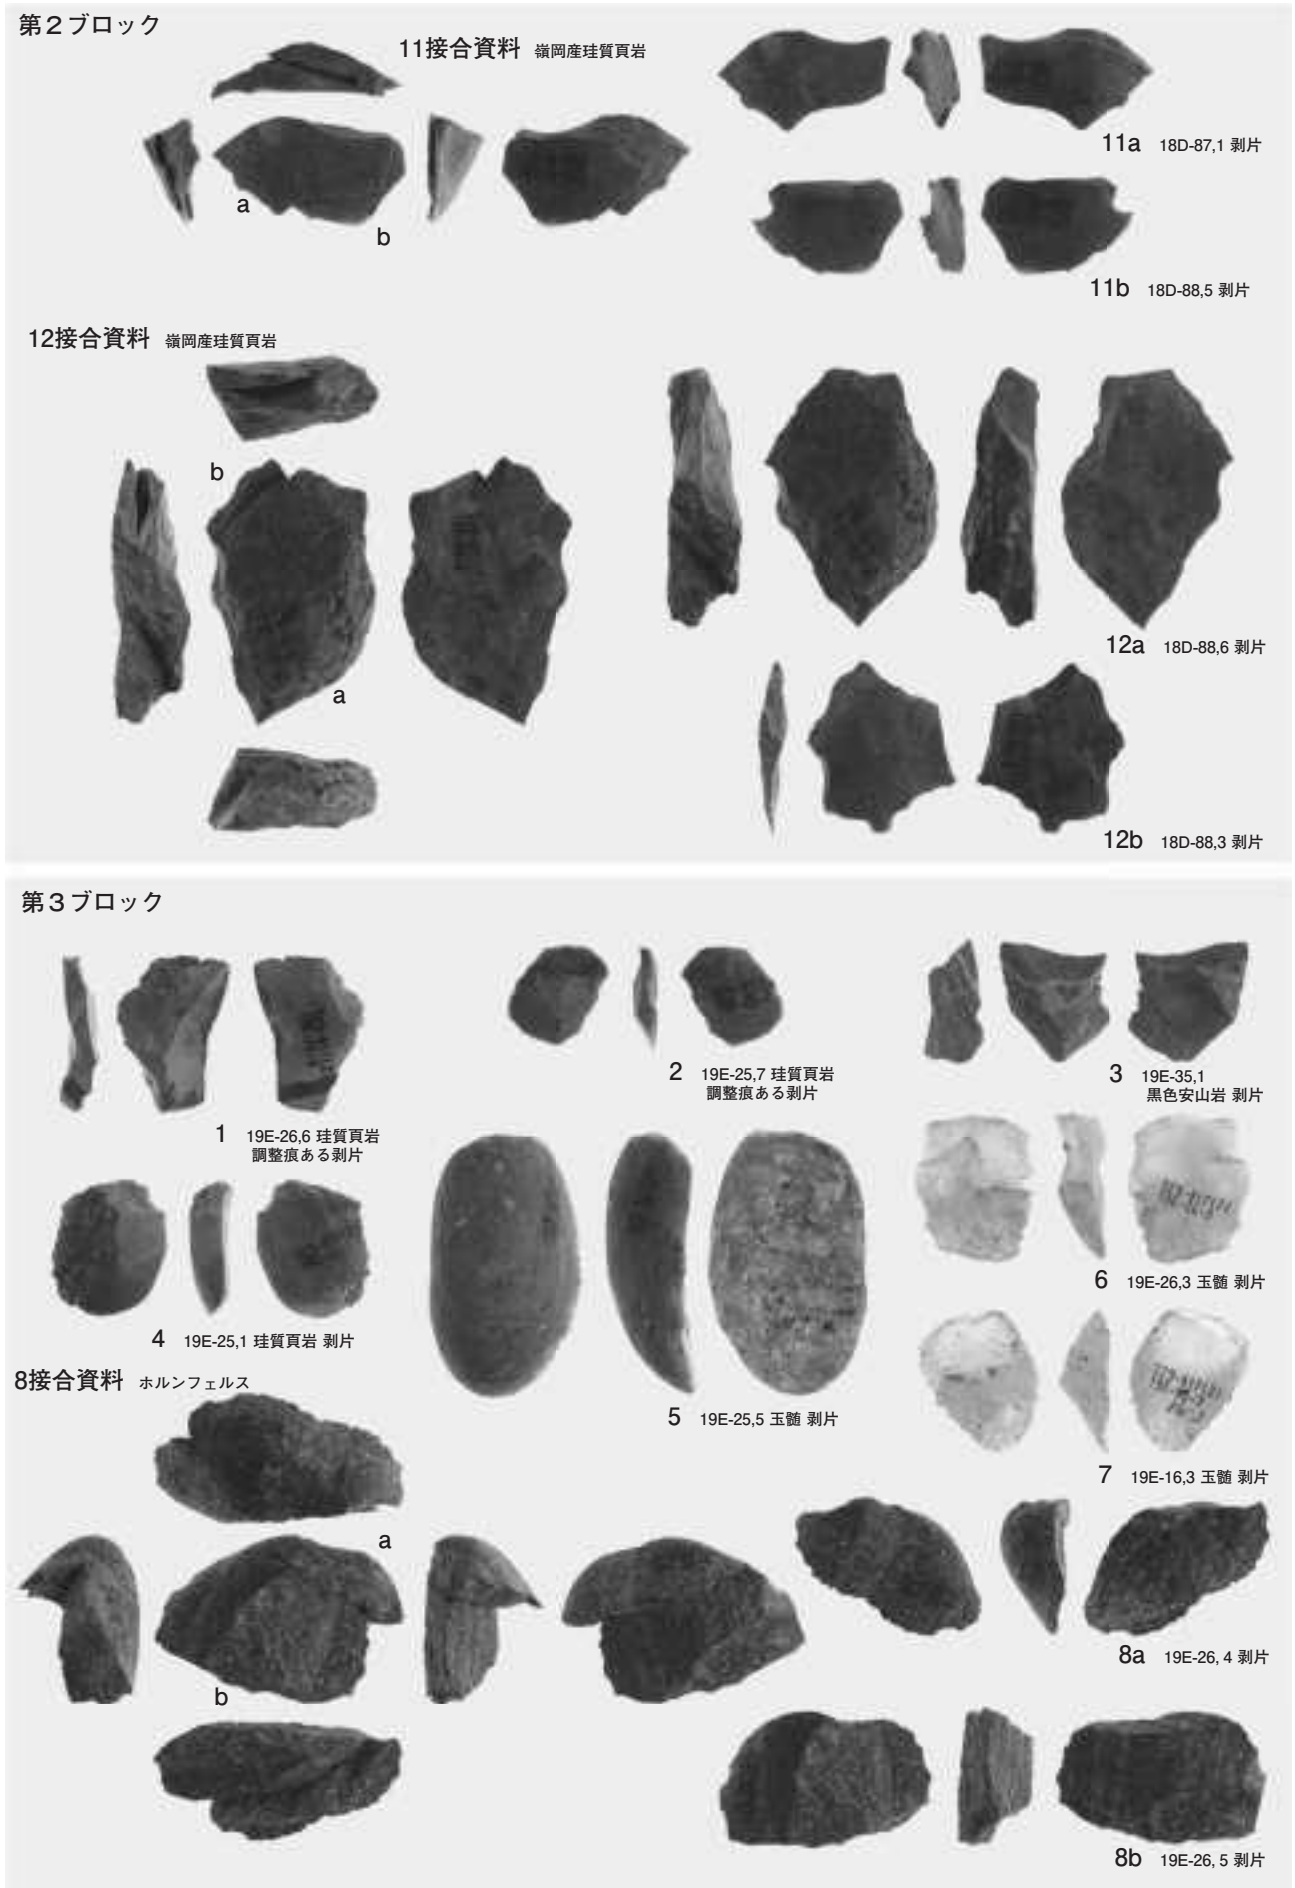 第2ブロック
11接合資料 嶺岡産珪質頁岩
a
b
11a 18D-87,1 剥片
11b 18D-88,5 剥片
12接合資料 嶺岡産珪質頁岩
b
a
12a 18D-88,6 剥片
12b 18D-88,3 剥片
第3ブロック
1 19E-26,6 珪質頁岩
調整痕ある剥片
2 19E-25,7 珪質頁岩
調整痕ある剥片
3 19E-35,1
黒色安山岩 剥片
4 19E-25,1 珪質頁岩 剥片
5 19E-25,5 玉髄 剥片
6 19E-26,3 玉髄 剥片
7 19E-16,3 玉髄 剥片
8接合資料 ホルンフェルス
a
b
8a 19E-26, 4 剥片
8b 19E-26, 5 剥片